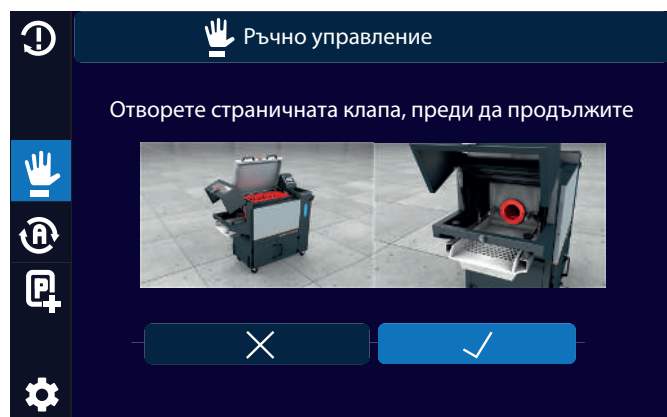 Ръчно управление
Отворете страничната клапа, преди да продължите
A
P